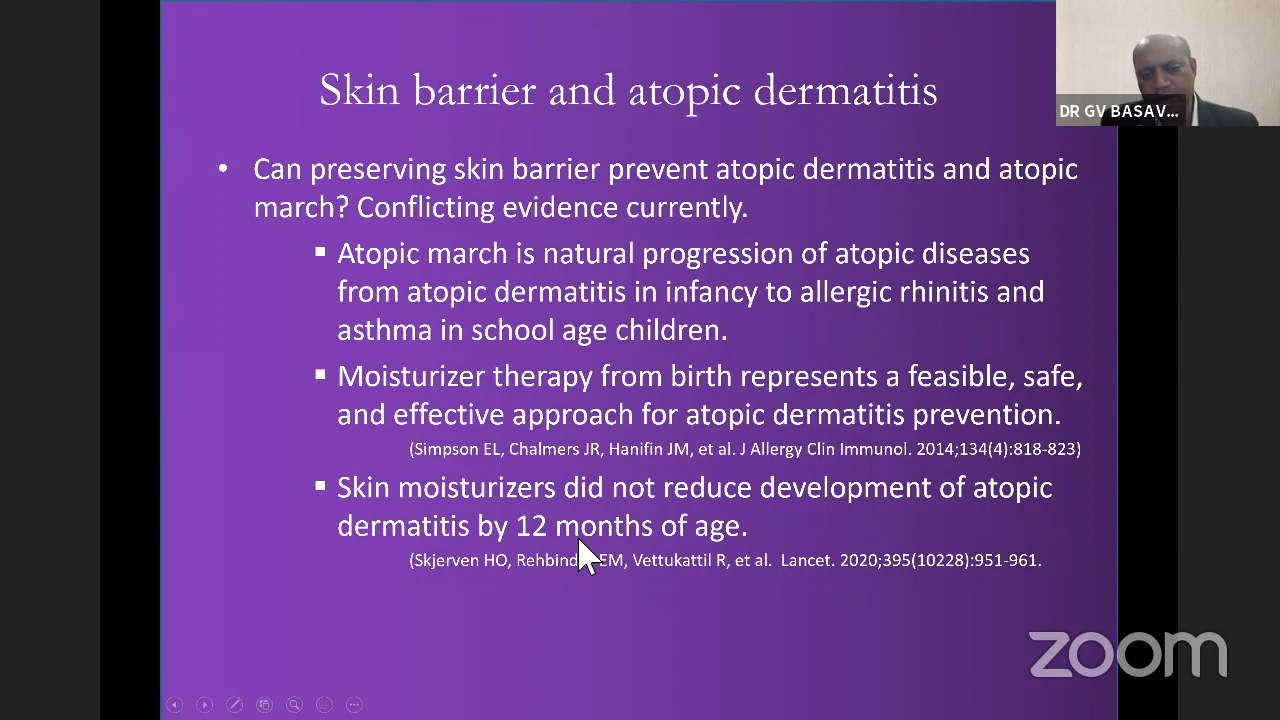 Skin barrier and atopic dermatitis
DR GV BASAV...
• Can preserving skin barrier prevent atopic dermatitis and atopic
march? Conflicting evidence currently.
▪ Atopic march is natural progression of atopic diseases
from atopic dermatitis in infancy to allergic rhinitis and
asthma in school age children.
▪ Moisturizer therapy from birth represents a feasible, safe,
and effective approach for atopic dermatitis prevention.
(Simpson EL, Chalmers JR, Hanifin JM, et al. J Allergy Clin Immunol. 2014;134(4):818-823)
▪ Skin moisturizers did not reduce development of atopic
dermatitis by 12 months of age.
(Skjerven HO, EM, Vettukattil R, et al. Lancet. 2020;395(10228):951-961.
zoom